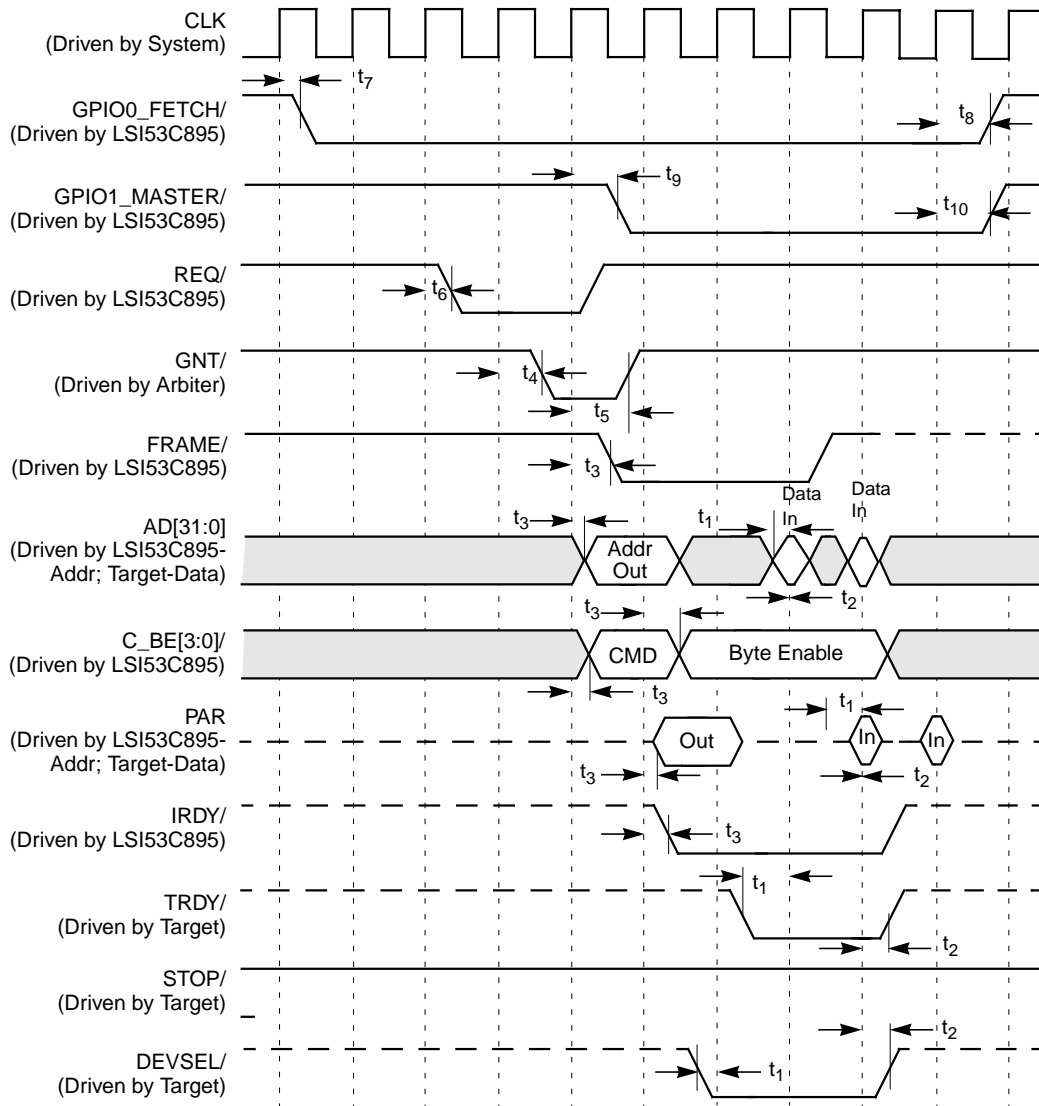 CLK
(Driven by System)
t7
GPIO0_FETCH/
(Driven by LSI53C895)
t8
GPIO1_MASTER/
(Driven by LSI53C895)
t9
t10
REQ/
(Driven by LSI53C895)
t6
GNT/
(Driven by Arbiter)
t4
t5
FRAME/
(Driven by LSI53C895)
t3
Data
In
Data
In
AD[31:0]
(Driven by LSI53C895-
Addr; Target-Data)
t3
t1
Addr
Out
t2
C_BE[3:0]/
(Driven by LSI53C895)
t3
CMD
Byte Enable
t3
PAR
(Driven by LSI53C895-
Addr; Target-Data)
t1
Out
In
In
t3
t2
IRDY/
(Driven by LSI53C895)
t3
TRDY/
(Driven by Target)
t1
t2
STOP/
(Driven by Target)
t2
DEVSEL/
(Driven by Target)
t1